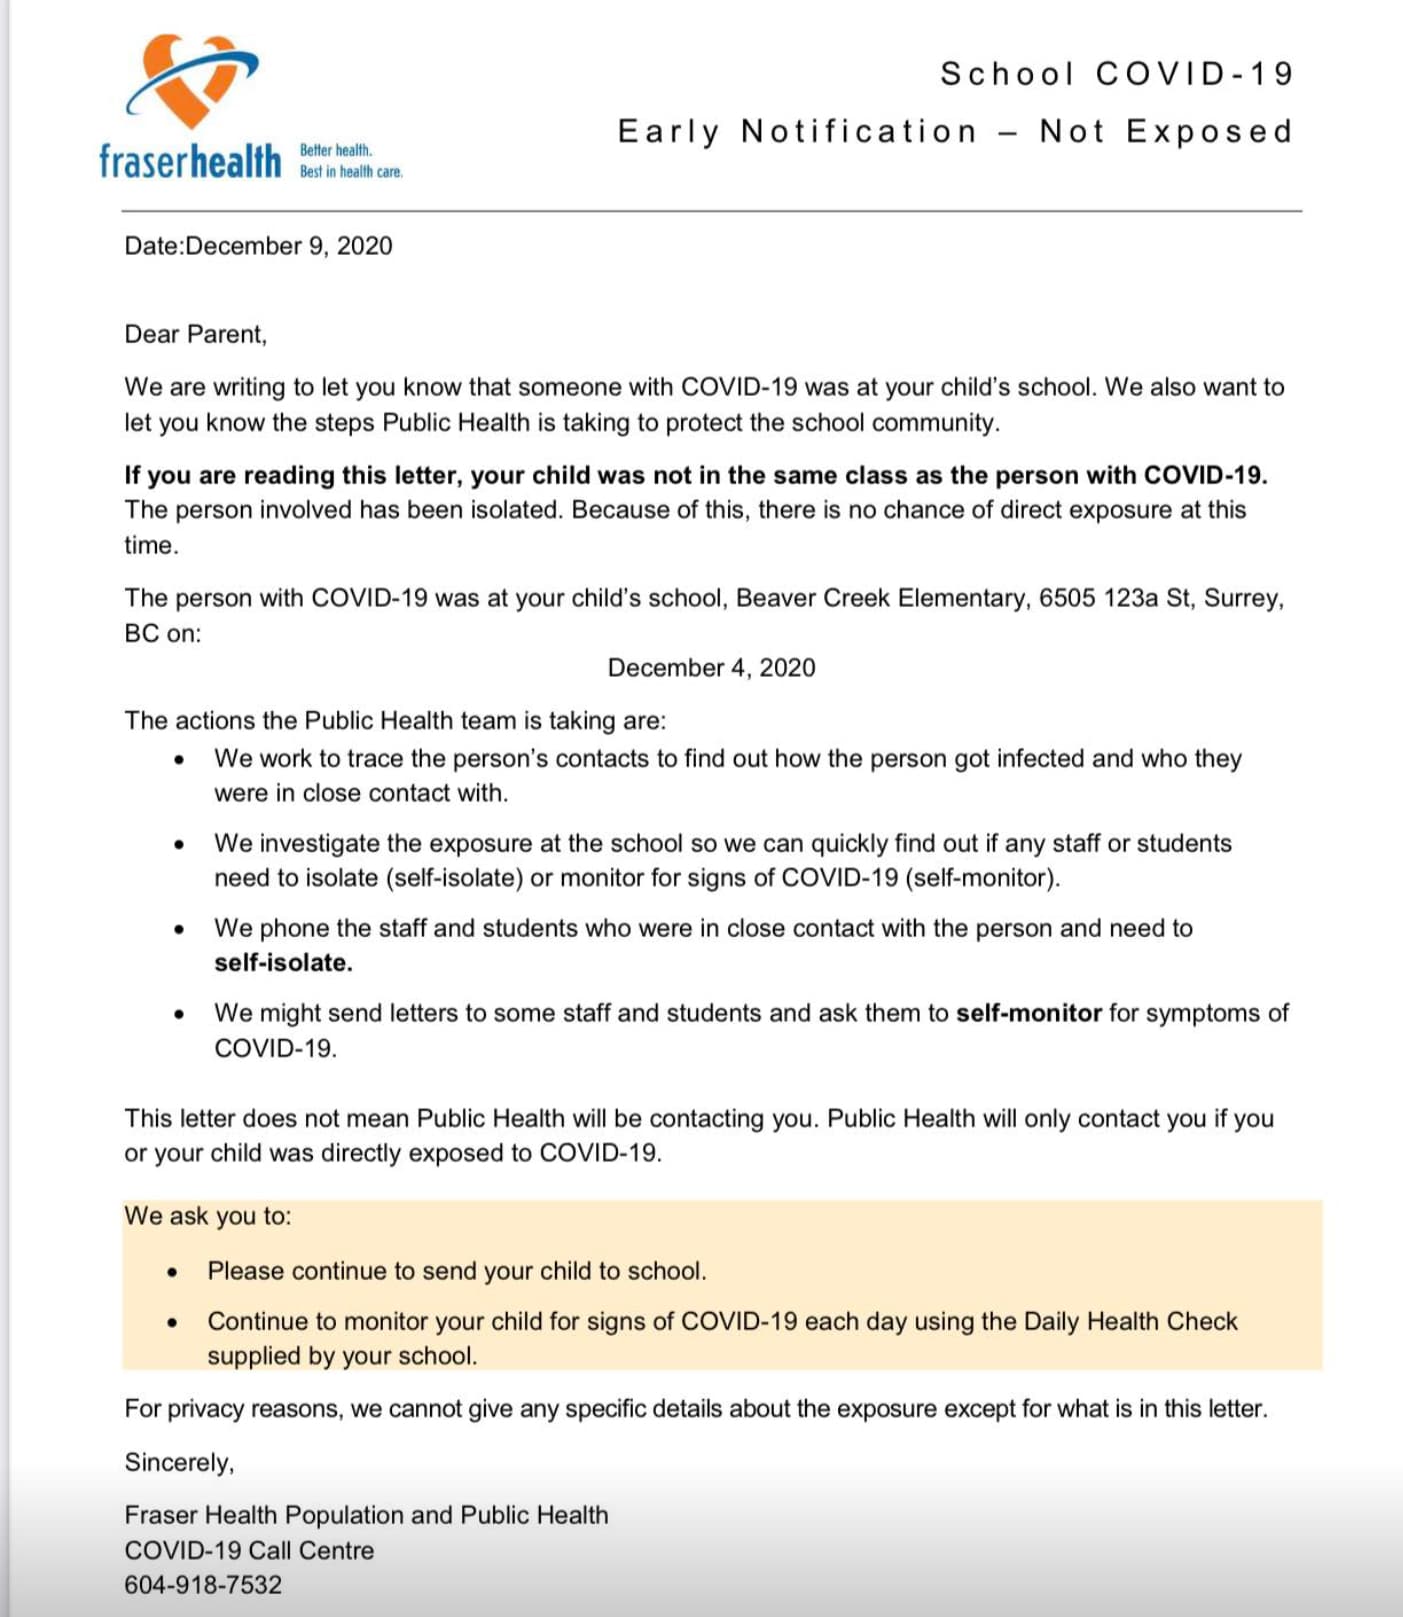 fraserhealth
Better health.
Best in health care.
School COVID-19
Early Notification – Not Exposed
Date:December 9, 2020
Dear Parent,
We are writing to let you know that someone with COVID-19 was at your child's school. We also want to
let you know the steps Public Health is taking to protect the school community.
If you are reading this letter, your child was not in the same class as the person with COVID-19.
The person involved has been isolated. Because of this, there is no chance of direct exposure at this
time.
The person with COVID-19 was at your child's school, Beaver Creek Elementary, 6505 123a St, Surrey,
BC on:
December 4, 2020
The actions the Public Health team is taking are:
• We work to trace the person's contacts to find out how the person got infected and who they
were in close contact with.
• We investigate the exposure at the school so we can quickly find out if any staff or students
need to isolate (self-isolate) or monitor for signs of COVID-19 (self-monitor).
• We phone the staff and students who were in close contact with the person and need to
self-isolate.
• We might send letters to some staff and students and ask them to self-monitor for symptoms of
COVID-19.
This letter does not mean Public Health will be contacting you. Public Health will only contact you if you
or your child was directly exposed to COVID-19.
We ask you to:
• Please continue to send your child to school.
• Continue to monitor your child for signs of COVID-19 each day using the Daily Health Check
supplied by your school.
For privacy reasons, we cannot give any specific details about the exposure except for what is in this letter.
Sincerely,
Fraser Health Population and Public Health
COVID-19 Call Centre
604-918-7532